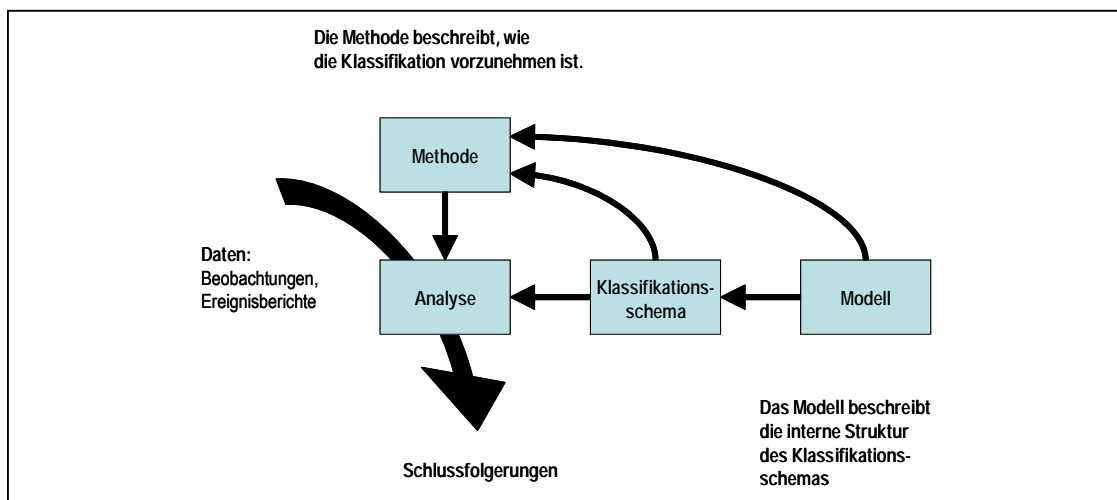 Die Methode beschreibt, wie
die Klassifikation vorzunehmen ist.
Methode
Daten:
Beobachtungen,
Ereignisberichte
Analyse
Klassifikations-
schema
Modell
Das Modell beschreibt
die interne Struktur
des Klassifikations-
schemas
Schlussfolgerungen